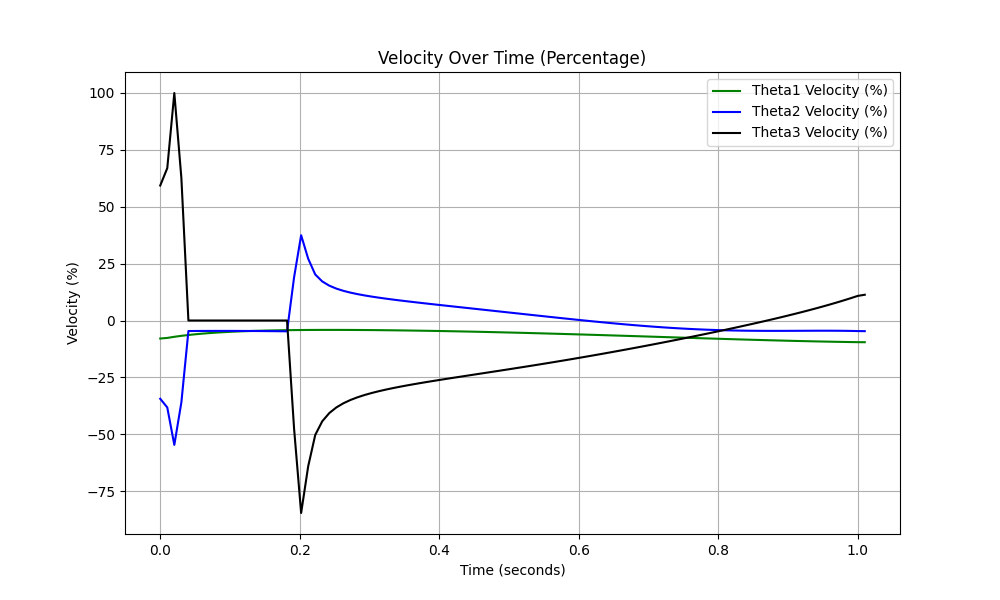 Velocity Over Time (Percentage)
Theta1 Velocity (%)
Theta2 Velocity (%)
Theta3 Velocity (%)
Velocity (%)
100
75
50
25
0
−25
−50
−75
0.0 0.2 0.4 0.6 0.8 1.0
Time (seconds)